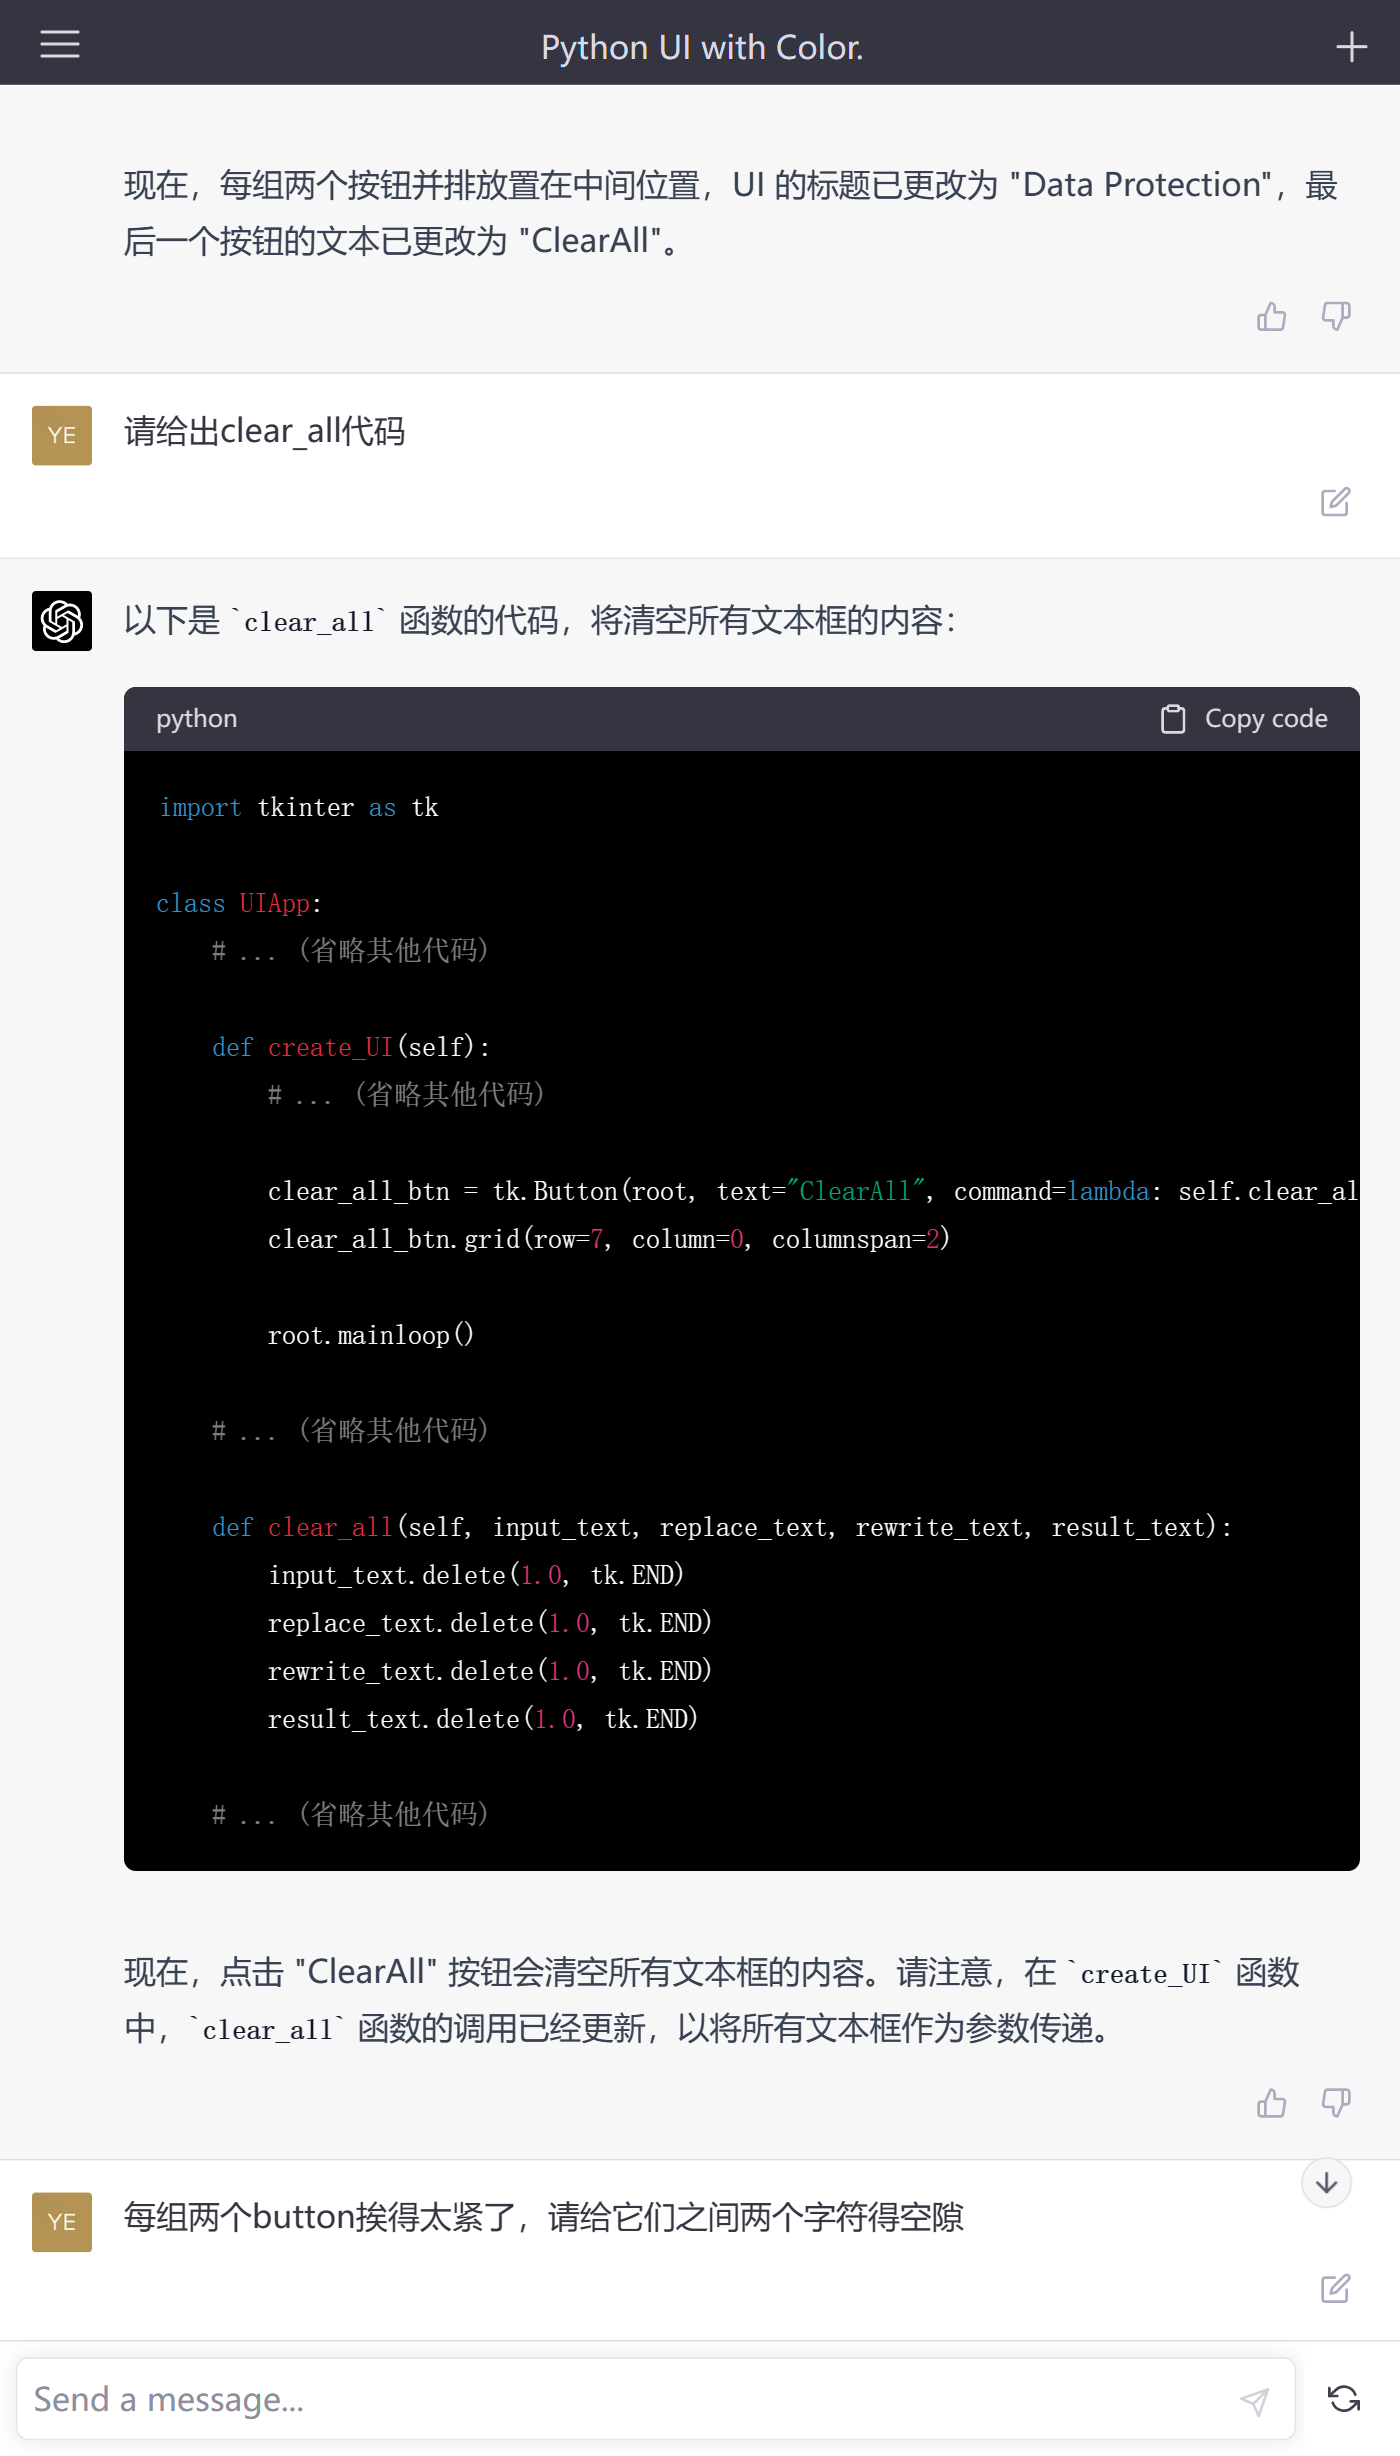 Python UI with Color.
现在，每组两个按钮并排放置在中间位置，UI 的标题已更改为 "Data Protection"，最
后一个按钮的文本已更改为 "ClearAll"。
YE
请给出clear_all代码
以下是 `clear_all` 函数的代码，将清空所有文本框的内容：
python
Copy code
import tkinter as tk
class UIApp:
# ... (省略其他代码)
def create_UI(self):
# ... (省略其他代码)
clear_all_btn = tk.Button(root, text="ClearAll", command=lambda: self.clear_al
clear_all_btn.grid(row=7, column=0, columnspan=2)
root.mainloop()
# ... (省略其他代码)
def clear_all(self, input_text, replace_text, rewrite_text, result_text):
input_text.delete(1.0, tk.END)
replace_text.delete(1.0, tk.END)
rewrite_text.delete(1.0, tk.END)
result_text.delete(1.0, tk.END)
# ... (省略其他代码)
现在，点击 "ClearAll" 按钮会清空所有文本框的内容。请注意，在 `create_UI` 函数
中，`clear_all` 函数的调用已经更新，以将所有文本框作为参数传递。
YE
每组两个button挨得太紧了，请给它们之间两个字符得空隙
Send a message...